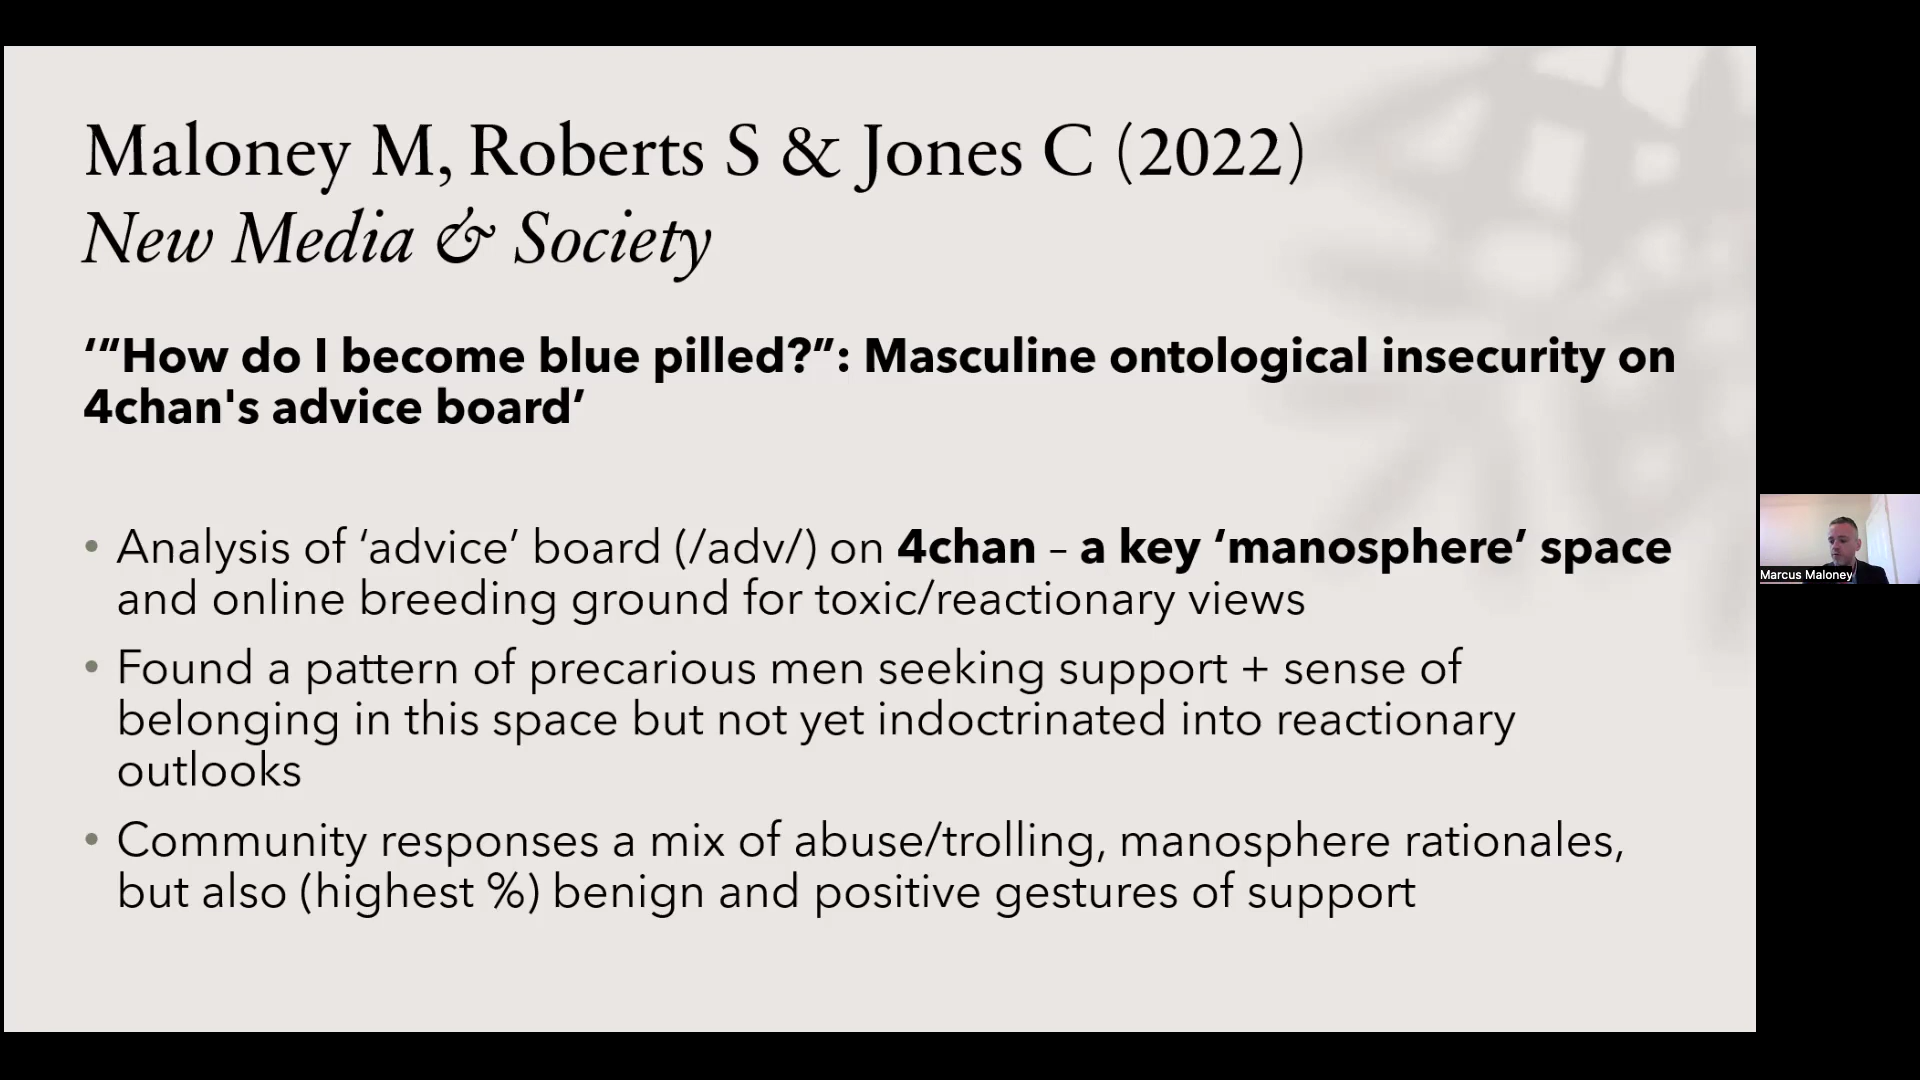 Maloney M, Roberts S & Jones C (2022)
New Media & Society
‘“How do I become blue pilled?”: Masculine ontological insecurity on
4chan's advice board’
• Analysis of ‘advice’ board (/adv/) on 4chan – a key ‘manosphere’ space
and online breeding ground for toxic/reactionary views
• Found a pattern of precarious men seeking support + sense of
belonging in this space but not yet indoctrinated into reactionary
outlooks
• Community responses a mix of abuse/trolling, manosphere rationales,
but also (highest %) benign and positive gestures of support
Marcus Maloney